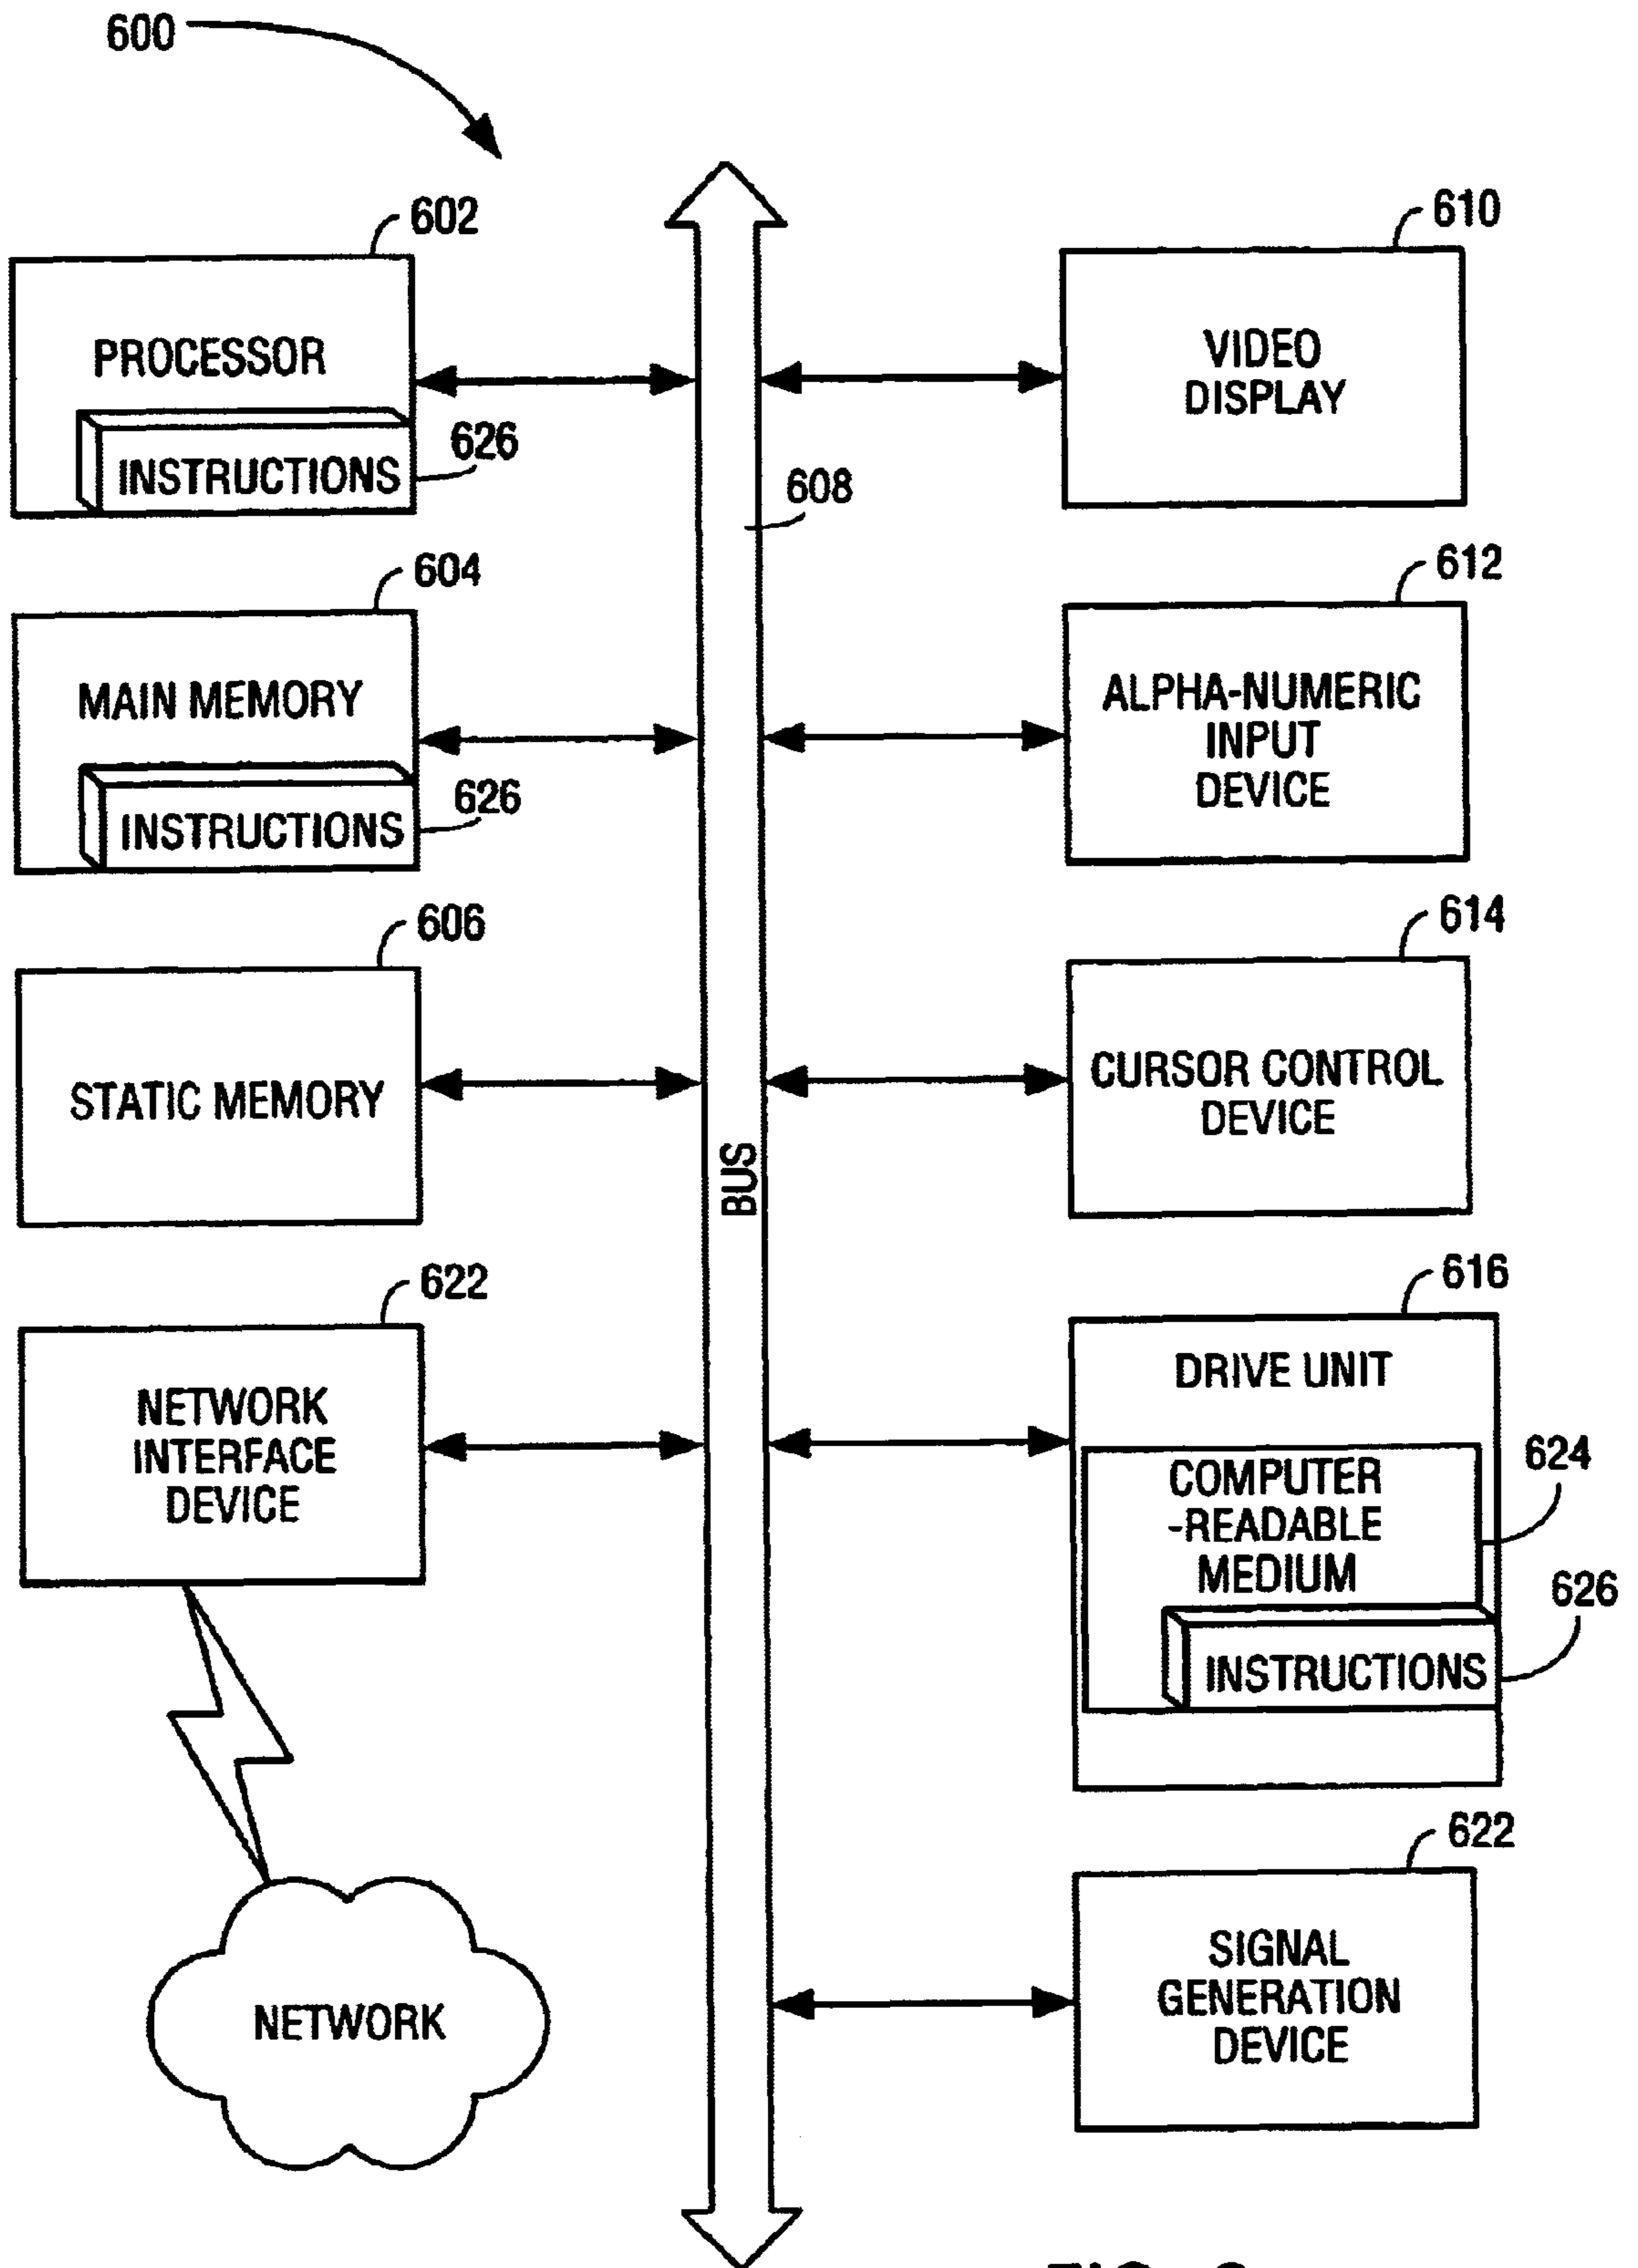 600
602
PROCESSOR
INSTRUCTIONS
626
604
MAIN MEMORY
INSTRUCTIONS
626
606
STATIC MEMORY
622
NETWORK
INTERFACE
DEVICE
NETWORK
608
BUS
610
VIDEO
DISPLAY
612
ALPHA-NUMERIC
INPUT
DEVICE
614
CURSOR CONTROL
DEVICE
616
DRIVE UNIT
COMPUTER
-READABLE
MEDIUM
624
INSTRUCTIONS
626
622
SIGNAL
GENERATION
DEVICE